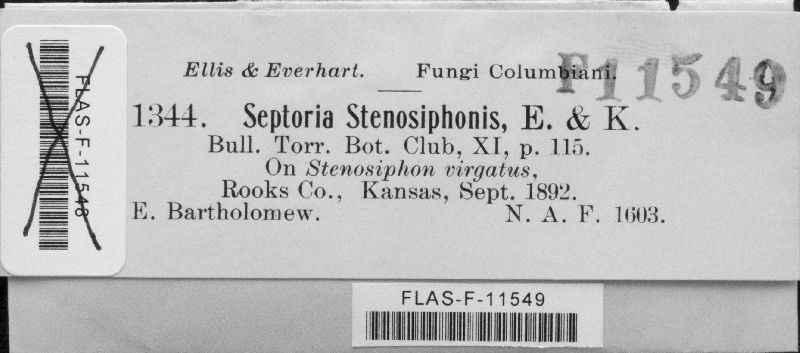 Ellis & Everhart. Fungi Columbiani.
F11549
1344. Septoria Stenosiphonis, E. & K.
Bull. Torr. Bot. Club, XI, p. 115.
On Stenosiphon virgatus,
Rooks Co., Kansas, Sept. 1892.
E. Bartholomew. N. A. F. 1603.
FLAS-F-11548
FLAS-F-11549